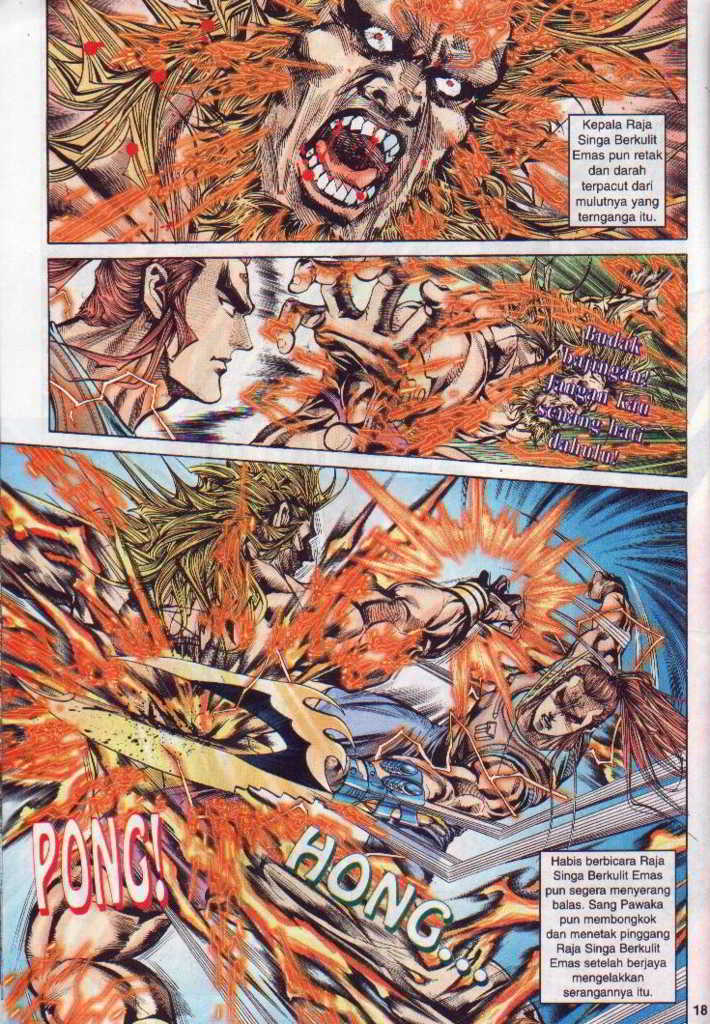 Kepala Raja
Singa Berkulit
Emas pun retak
dan darah
terpacut dari
mulutnya yang
ternganga itu.
Budak
bajingan!
Jangan kau
senang hati
dahulu!
PONG!
HONG...
Habis berbicara Raja
Singa Berkulit Emas
pun segera menyerang
balas. Sang Pawaka
pun membongkok
dan menetak pinggang
Raja Singa Berkulit
Emas setelah berjaya
mengelakkan
serangannya itu.
18